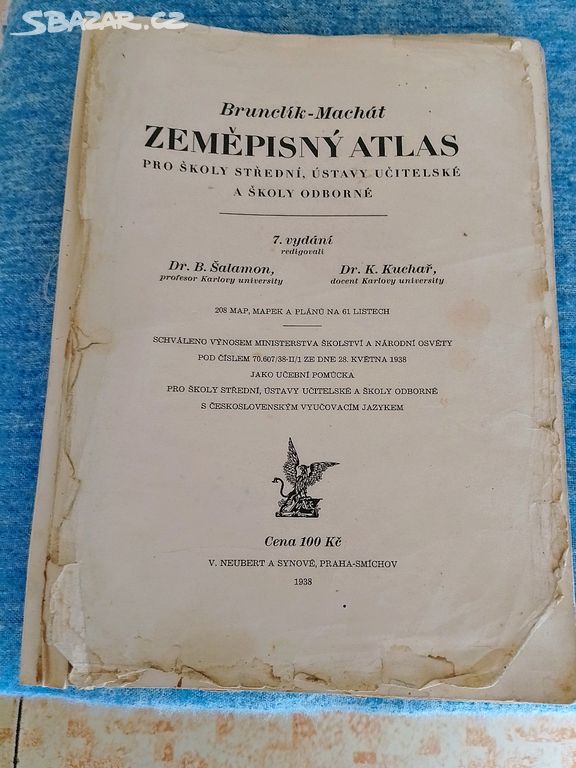 SBAZAR.CZ
Brunclík-Machát
ZEMĚPISNÝ ATLAS
PRO ŠKOLY STŘEDNÍ, ÚSTAVY UČITELSKÉ
A ŠKOLY ODBORNÉ
7. vydání
redigovali
Dr. B. Šalamon, Dr. K. Kuchař,
profesor Karlovy university docent Karlovy university
208 MAP, MAPEK A PLÁNŮ NA 61 LISTECH
SCHVÁLENO VÝNOSEM MINISTERSTVA ŠKOLSTVÍ A NÁRODNÍ OSVĚTY
POD ČÍSLEM 70.607/38-II/1 ZE DNE 28. KVĚTNA 1938
JAKO UČEBNÍ POMŮCKA
PRO ŠKOLY STŘEDNÍ, ÚSTAVY UČITELSKÉ A ŠKOLY ODBORNÉ
S ČESKOSLOVENSKÝM VYUČOVACÍM JAZYKEM
Cena 100 Kč
V. NEUBERT A SYNOVÉ, PRAHA-SMÍCHOV
1938